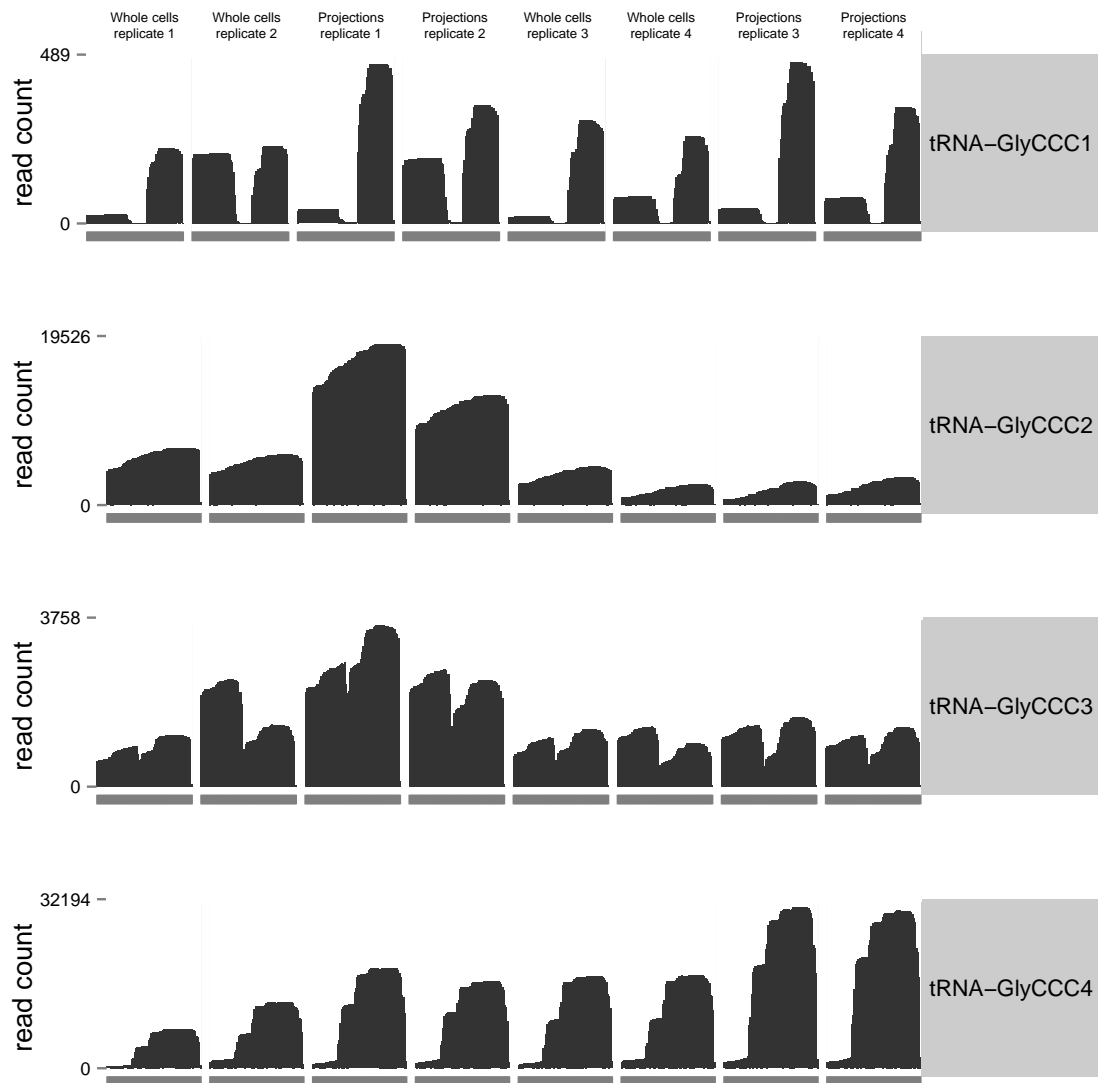 Whole cells
replicate 1
Whole cells
replicate 2
Projections
replicate 1
Projections
replicate 2
Whole cells
replicate 3
Whole cells
replicate 4
Projections
replicate 3
Projections
replicate 4
489
read count
0
tRNA−GlyCCC1
19526
read count
0
tRNA−GlyCCC2
3758
read count
0
tRNA−GlyCCC3
32194
read count
0
tRNA−GlyCCC4